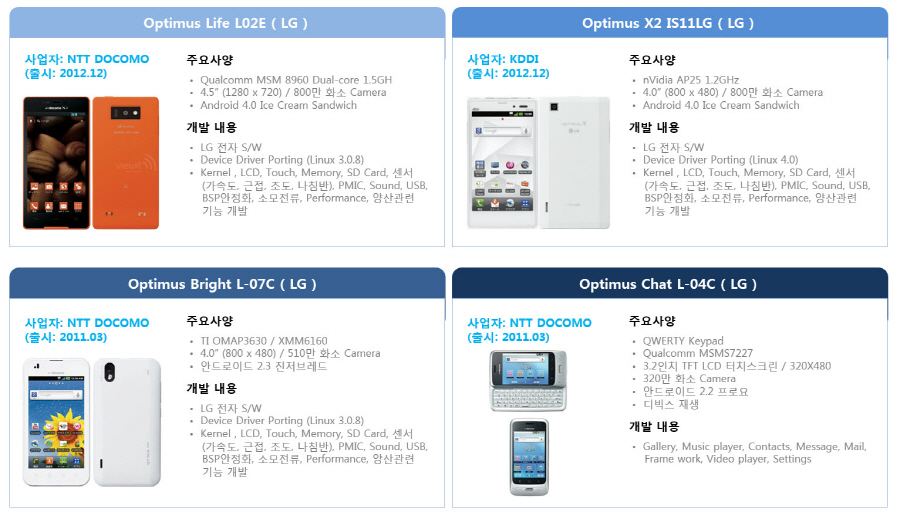 Optimus Life L02E ( LG )
사업자: NTT DOCOMO
(출시: 2012.12)
주요사양
• Qualcomm MSM 8960 Dual-core 1.5GH
• 4.5” (1280 x 720) / 800만 화소 Camera
• Android 4.0 Ice Cream Sandwich
개발 내용
• LG 전자 S/W
• Device Driver Porting (Linux 3.0.8)
• Kernel , LCD, Touch, Memory, SD Card, 센서
(가속도, 근접, 조도, 나침반), PMIC, Sound, USB,
BSP안정화, 소모전류, Performance, 양산관련
기능 개발
Optimus X2 IS11LG ( LG )
사업자: KDDI
(출시: 2012.12)
주요사양
• nVidia AP25 1.2GHz
• 4.0” (800 x 480) / 800만 화소 Camera
• Android 4.0 Ice Cream Sandwich
개발 내용
• LG 전자 S/W
• Device Driver Porting (Linux 4.0)
• Kernel , LCD, Touch, Memory, SD Card, 센서
(가속도, 근접, 조도, 나침반), PMIC, Sound, USB,
BSP안정화, 소모전류, Performance, 양산관련
기능 개발
Optimus Bright L-07C ( LG )
사업자: NTT DOCOMO
(출시: 2011.03)
주요사양
• TI OMAP3630 / XMM6160
• 4.0” (800 x 480) / 510만 화소 Camera
• 안드로이드 2.3 진저브레드
개발 내용
• LG 전자 S/W
• Device Driver Porting (Linux 3.0.8)
• Kernel , LCD, Touch, Memory, SD Card, 센서
(가속도, 근접, 조도, 나침반), PMIC, Sound, USB,
BSP안정화, 소모전류, Performance, 양산관련
기능 개발
Optimus Chat L-04C ( LG )
사업자: NTT DOCOMO
(출시: 2011.03)
주요사양
• QWERTY Keypad
• Qualcomm MSMS7227
• 3.2인치 TFT LCD 터치스크린 / 320X480
• 320만 화소 Camera
• 안드로이드 2.2 프로요
• 디빅스 재생
개발 내용
• Gallery, Music player, Contacts, Message, Mail,
Frame work, Video player, Settings